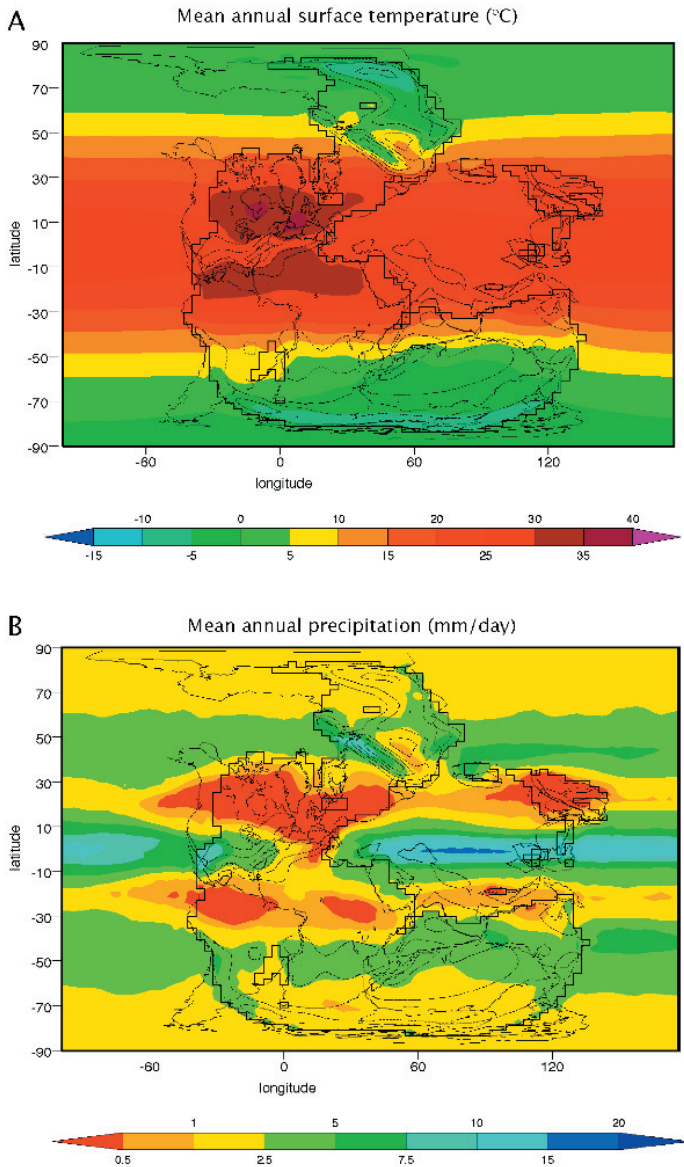 A
Mean annual surface temperature (°C)
90
70
50
30
10
-10
-30
-50
-70
-90
latitude
-60 0 60 120
longitude
-10 0 10 20 30 40
-15 -5 5 15 25 35
B
Mean annual precipitation (mm/day)
90
70
50
30
10
-10
-30
-50
-70
-90
latitude
-60 0 60 120
longitude
1 5 10 20
0.5 2.5 7.5 15